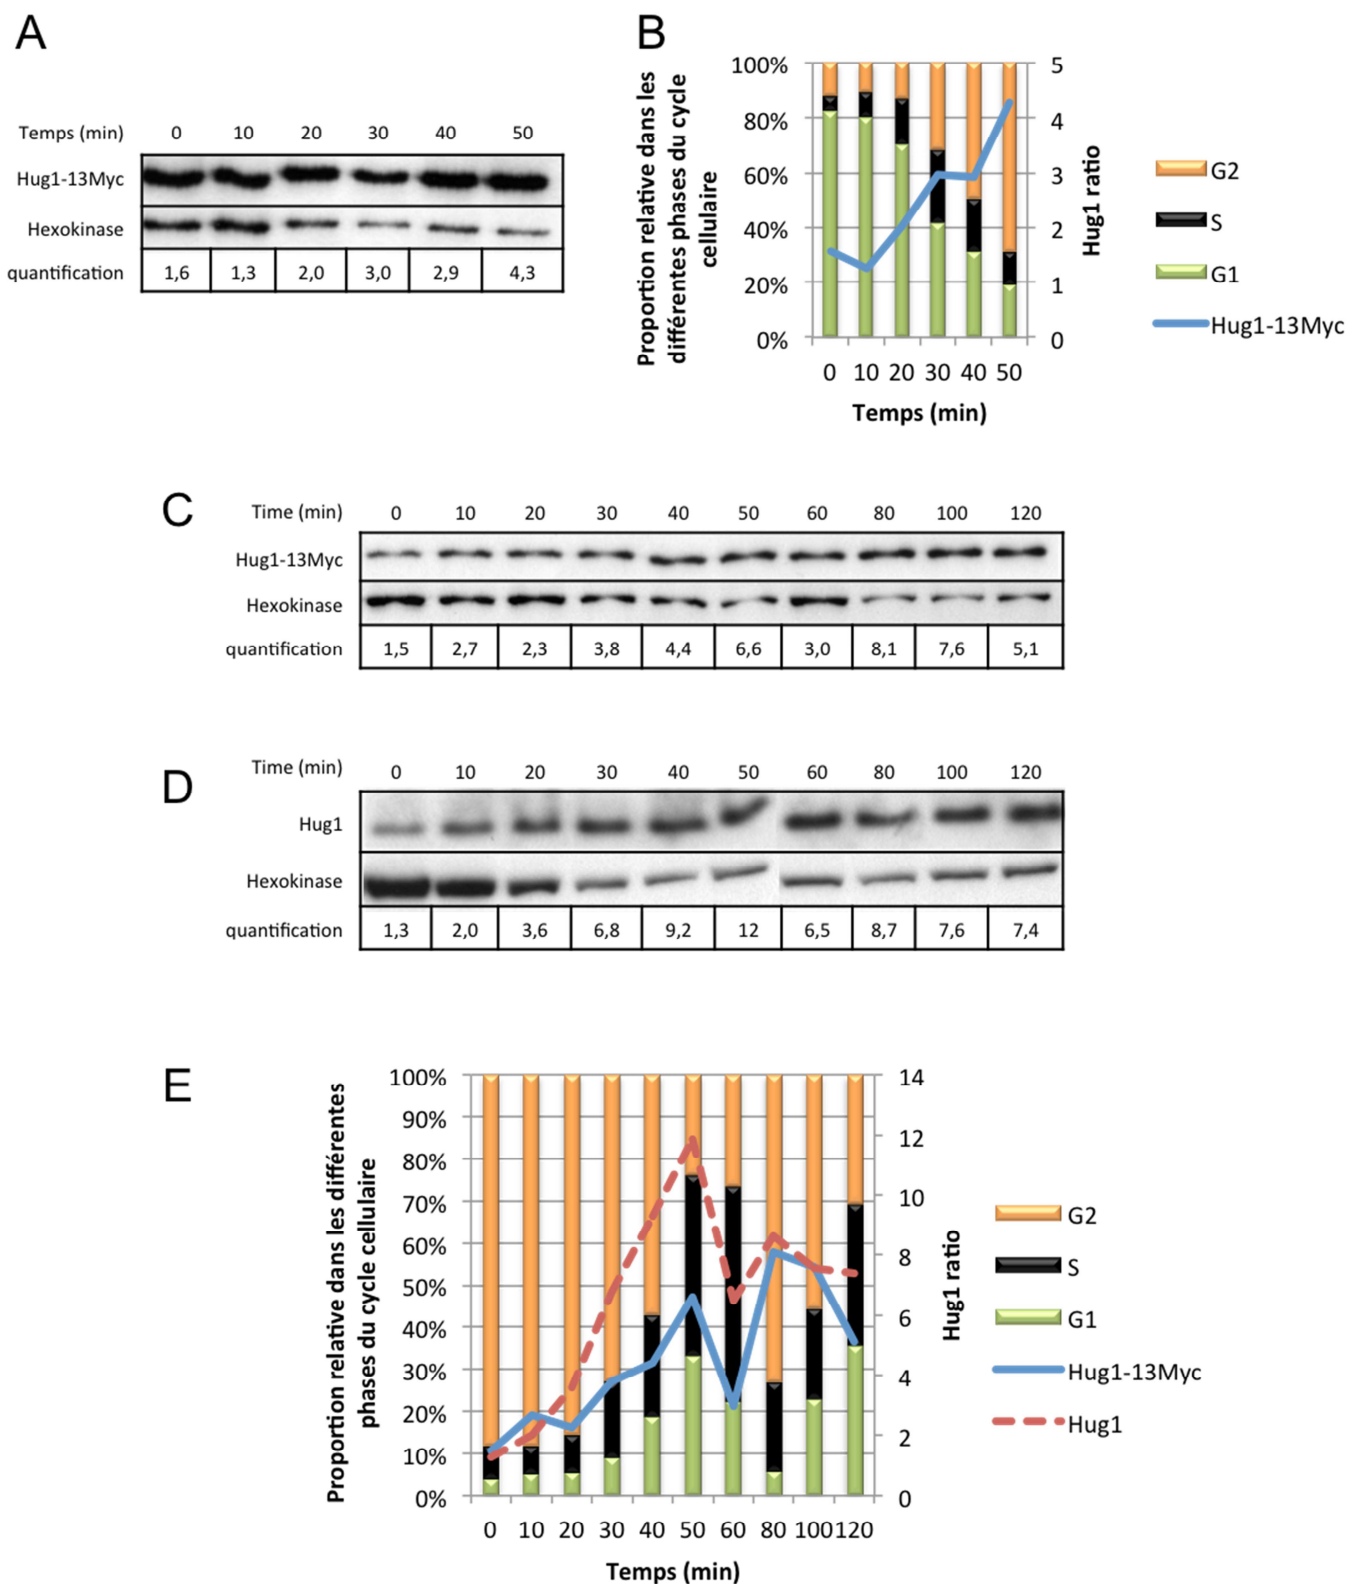 A
Temps (min) 0 10 20 30 40 50
Hug1-13Myc
Hexokinase
quantification 1,6 1,3 2,0 3,0 2,9 4,3
B
Proportion relative dans les
différentes phases du cycle
cellulaire
100%
80%
60%
40%
20%
0%
5
4
3
2
1
0
Hug1 ratio
0 10 20 30 40 50
Temps (min)
G2
S
G1
Hug1-13Myc
C
Time (min) 0 10 20 30 40 50 60 80 100 120
Hug1-13Myc
Hexokinase
quantification 1,5 2,7 2,3 3,8 4,4 6,6 3,0 8,1 7,6 5,1
D
Time (min) 0 10 20 30 40 50 60 80 100 120
Hug1
Hexokinase
quantification 1,3 2,0 3,6 6,8 9,2 12 6,5 8,7 7,6 7,4
E
Proportion relative dans les différentes
phases du cycle cellulaire
100%
90%
80%
70%
60%
50%
40%
30%
20%
10%
0%
14
12
10
8
6
4
2
0
Hug1 ratio
0 10 20 30 40 50 60 80 100 120
Temps (min)
G2
S
G1
Hug1-13Myc
Hug1